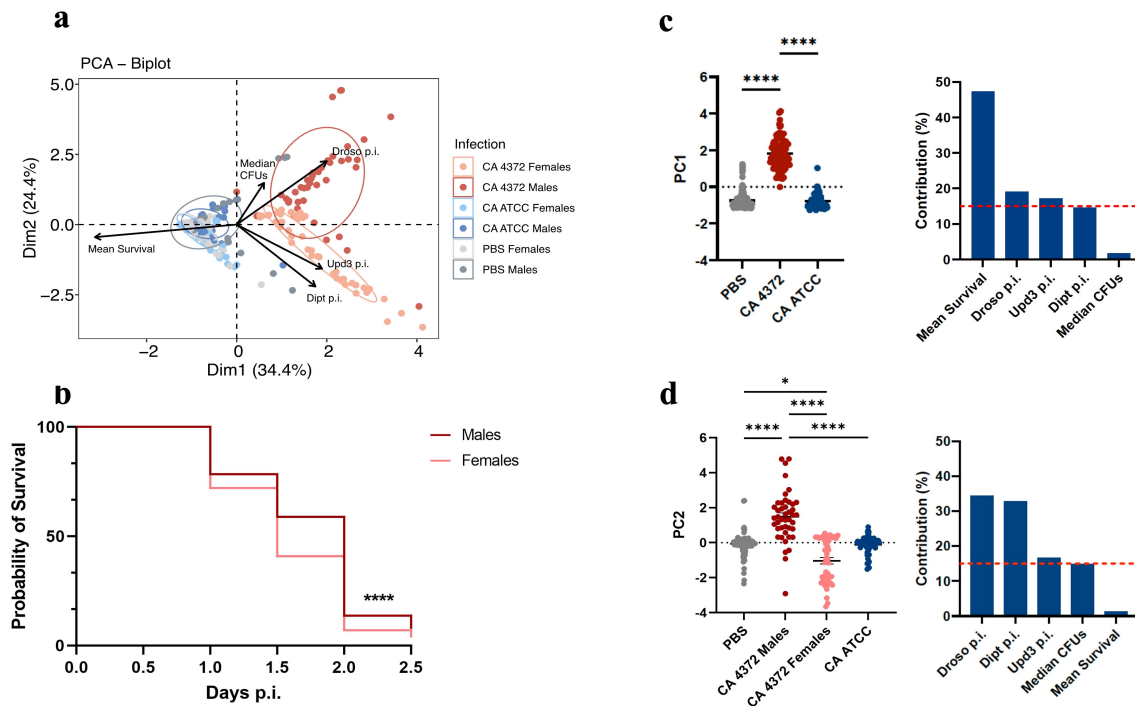 a
PCA – Biplot
5.0
2.5
0.0
−2.5
Dim2 (24.4%)
−2
0
2
4
Dim1 (34.4%)
Median
CFUs
Droso p.i.
Mean Survival
Upd3 p.i.
Dipt p.i.
Infection
CA 4372 Females
CA 4372 Males
CA ATCC Females
CA ATCC Males
PBS Females
PBS Males
b
Probability of Survival
100
50
0
0.0
0.5
1.0
1.5
2.0
2.5
Days p.i.
Males
Females
****
c
PC1
6
4
2
0
-2
-4
****
****
PBS
CA 4372
CA ATCC
Contribution (%)
50
40
30
20
10
0
Mean Survival
Droso p.i.
Upd3 p.i.
Dipt p.i.
Median CFUs
d
PC2
6
4
2
0
-2
-4
*
****
****
****
PBS
CA 4372 Males
CA 4372 Females
CA ATCC
Contribution (%)
50
40
30
20
10
0
Droso p.i.
Dipt p.i.
Upd3 p.i.
Median CFUs
Mean Survival